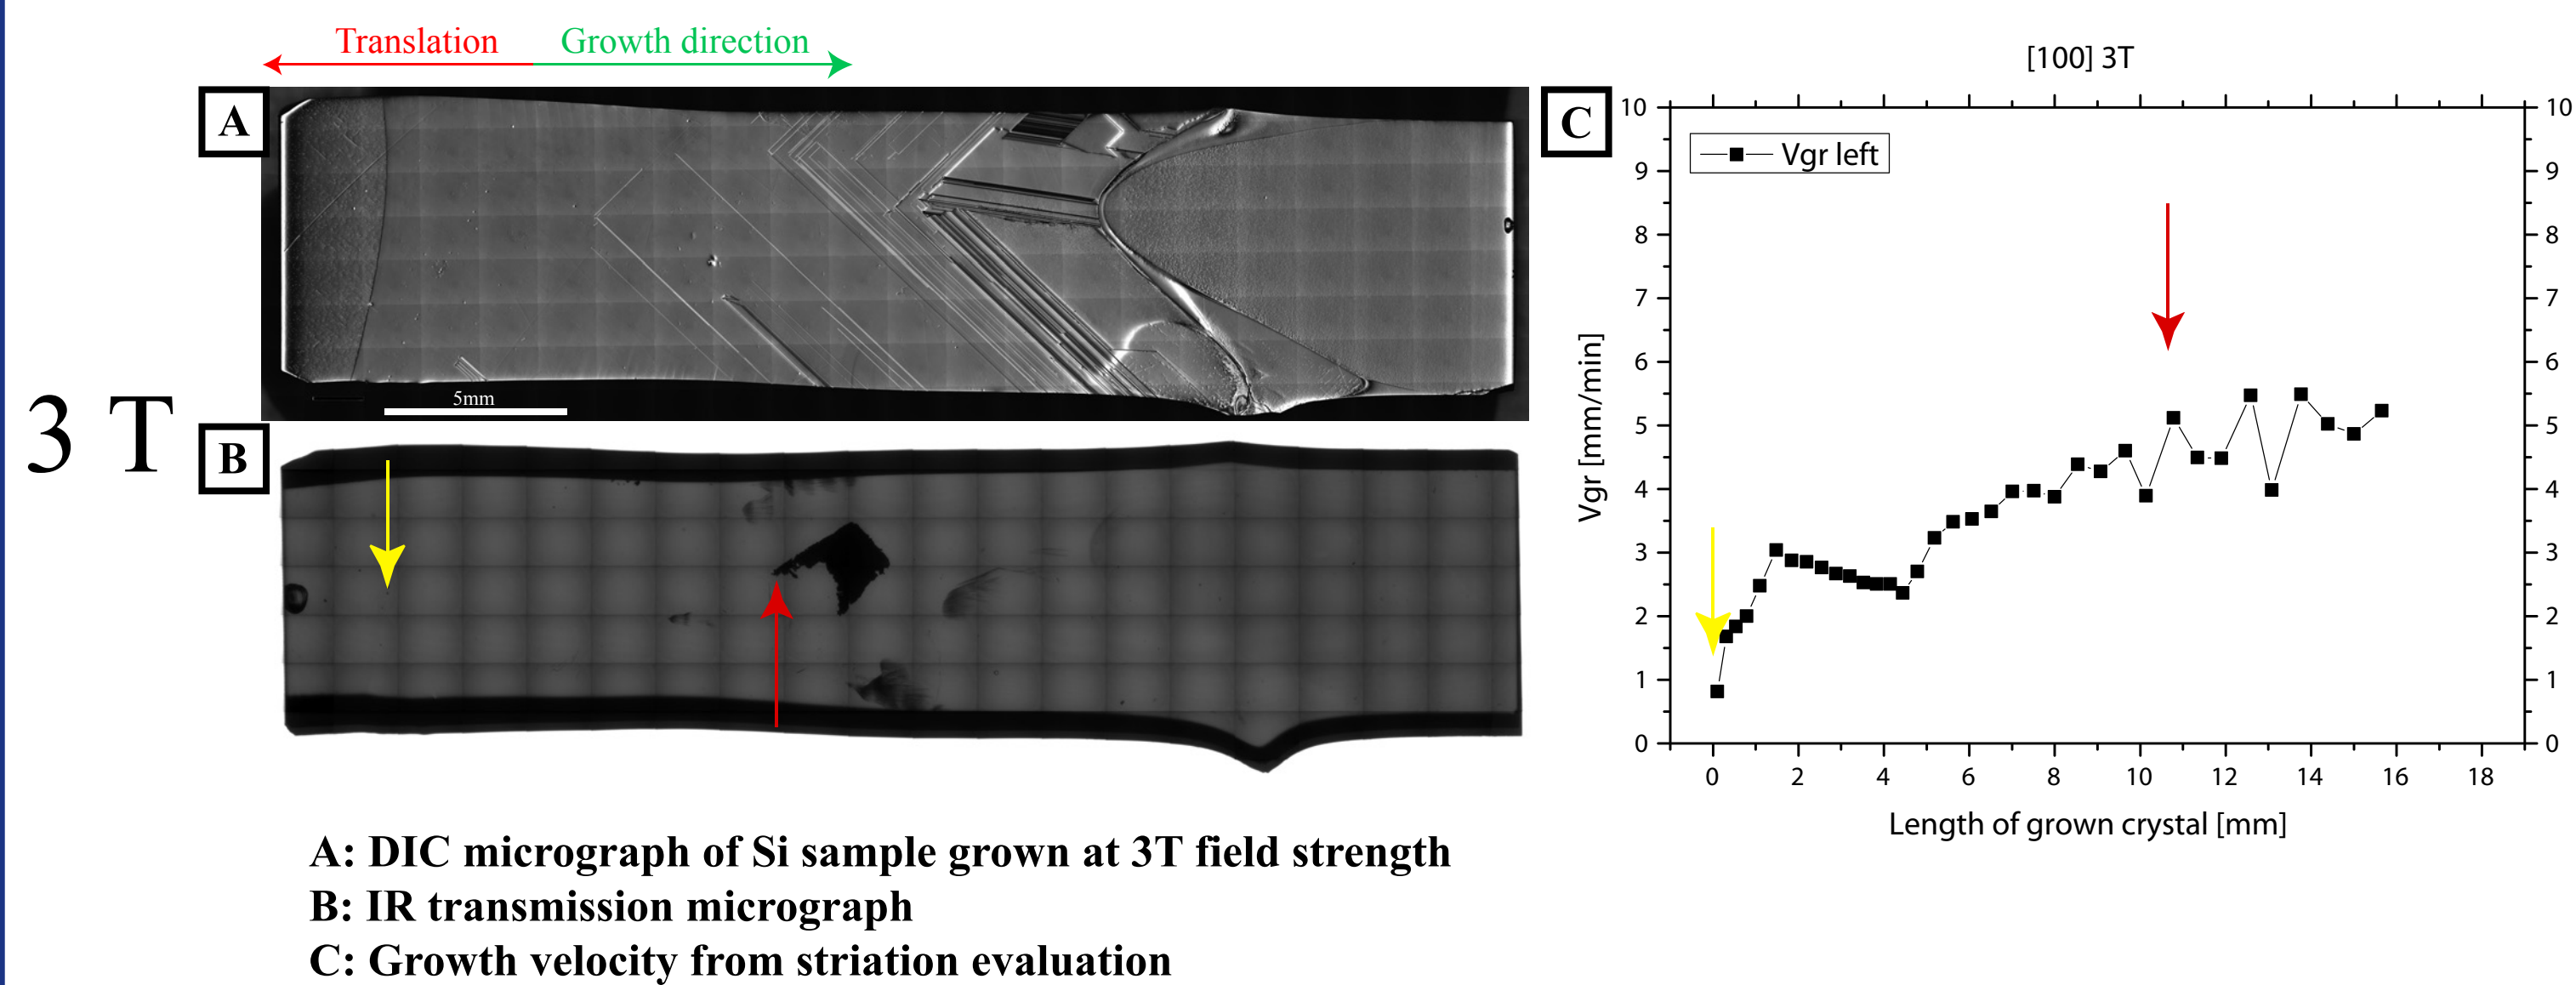 Translation Growth direction
A
5mm
3 T
B
A: DIC micrograph of Si sample grown at 3T field strength
B: IR transmission micrograph
C: Growth velocity from striation evaluation
C
[100] 3T
Vgr left
Vgr [mm/min]
10
9
8
7
6
5
4
3
2
1
0
10
9
8
7
6
5
4
3
2
1
0
0 2 4 6 8 10 12 14 16 18
Length of grown crystal [mm]